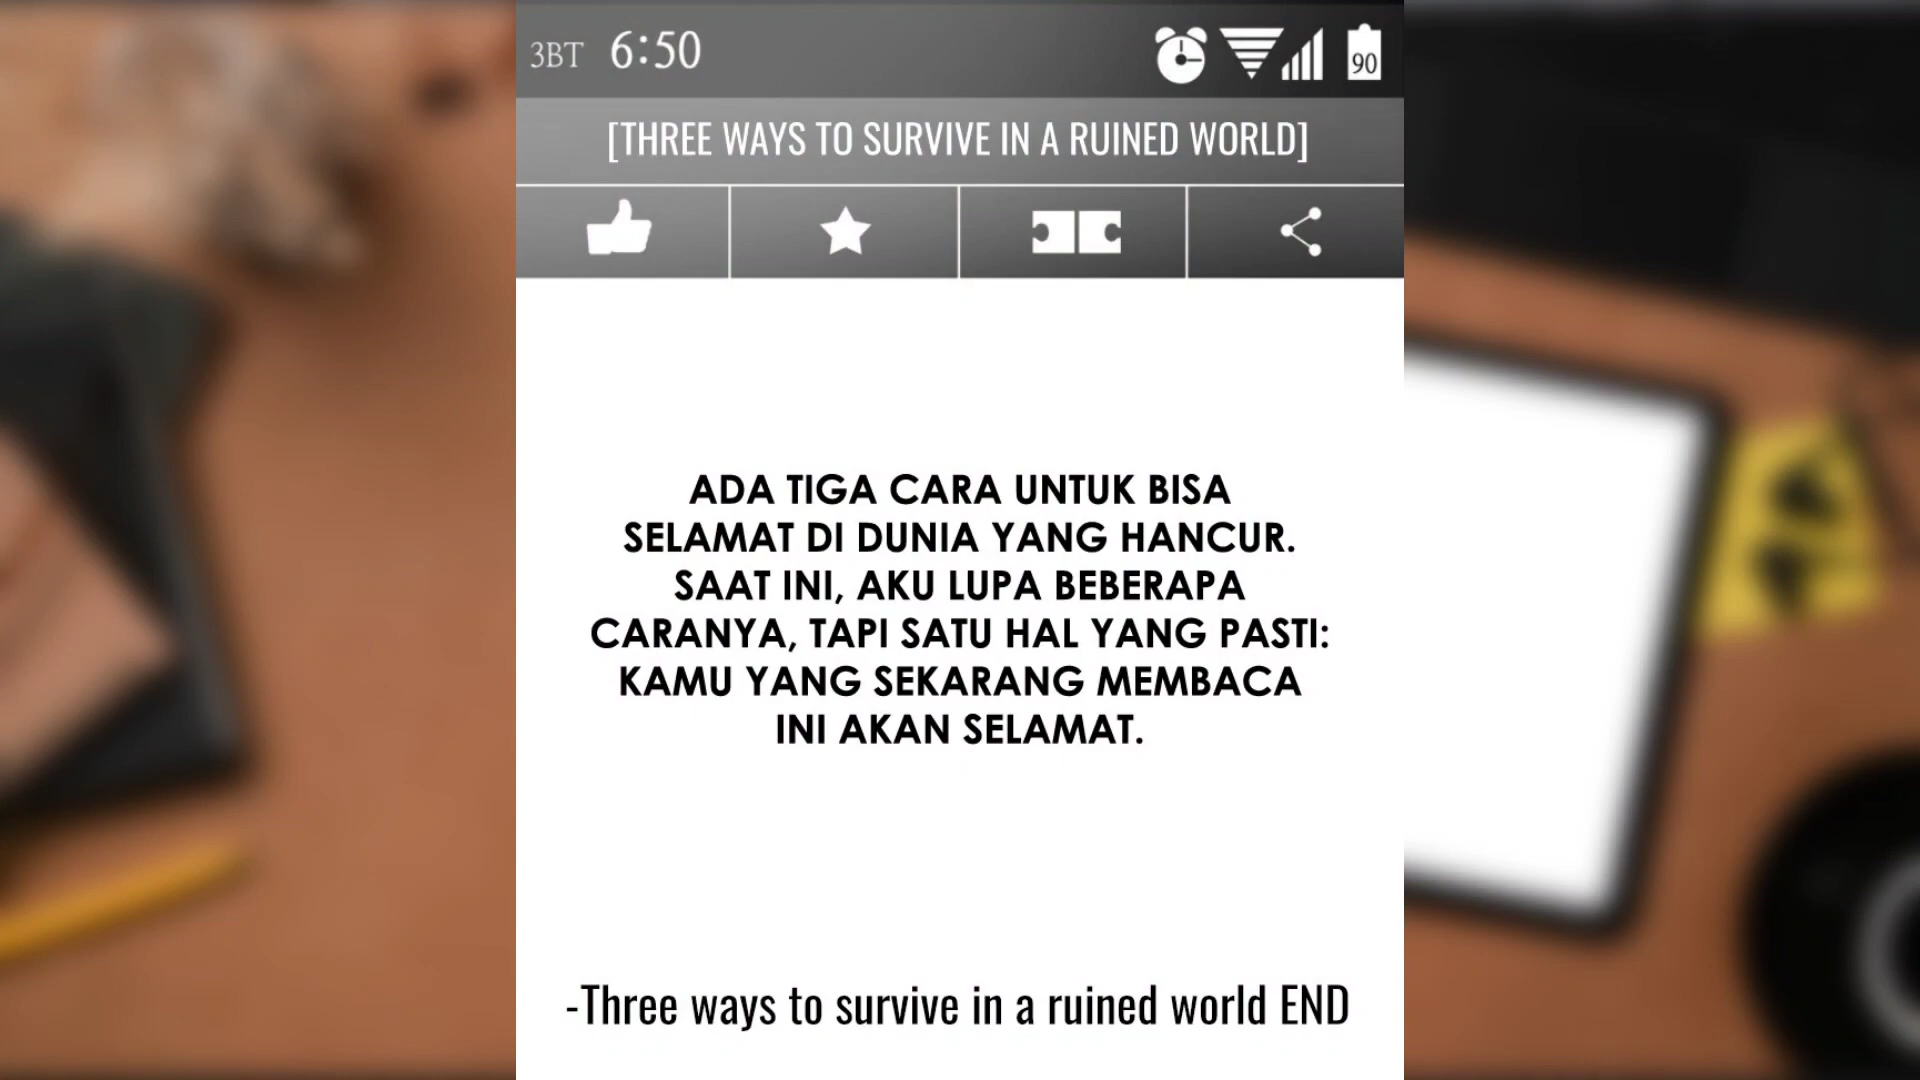 3BT 6:50 90
[THREE WAYS TO SURVIVE IN A RUINED WORLD]
ADA TIGA CARA UNTUK BISA
SELAMAT DI DUNIA YANG HANCUR.
SAAT INI, AKU LUPA BEBERAPA
CARANYA, TAPI SATU HAL YANG PASTI:
KAMU YANG SEKARANG MEMBACA
INI AKAN SELAMAT.
-Three ways to survive in a ruined world END